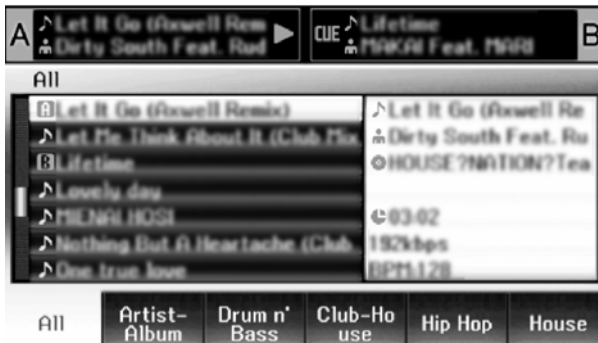 A
♪Let It Go (Axwell Rem
Dirty South Feat. Rud
CUE
♪Lifetime
MAKAI Feat. MARI
B
All
A Let It Go (Axwell Remix)
♪Let Me Think About It (Club Mix
B Lifetime
♪Lovely day
♪MIENAI HOSI
♪Nothing But A Heartache (Club
♪One true love
♪Let It Go (Axwell Re
Dirty South Feat. Ru
HOUSE?NATION?Tea
03:02
192kbps
BPM:128
All
Artist-
Album
Drum n'
Bass
Club-Ho
use
Hip Hop
House